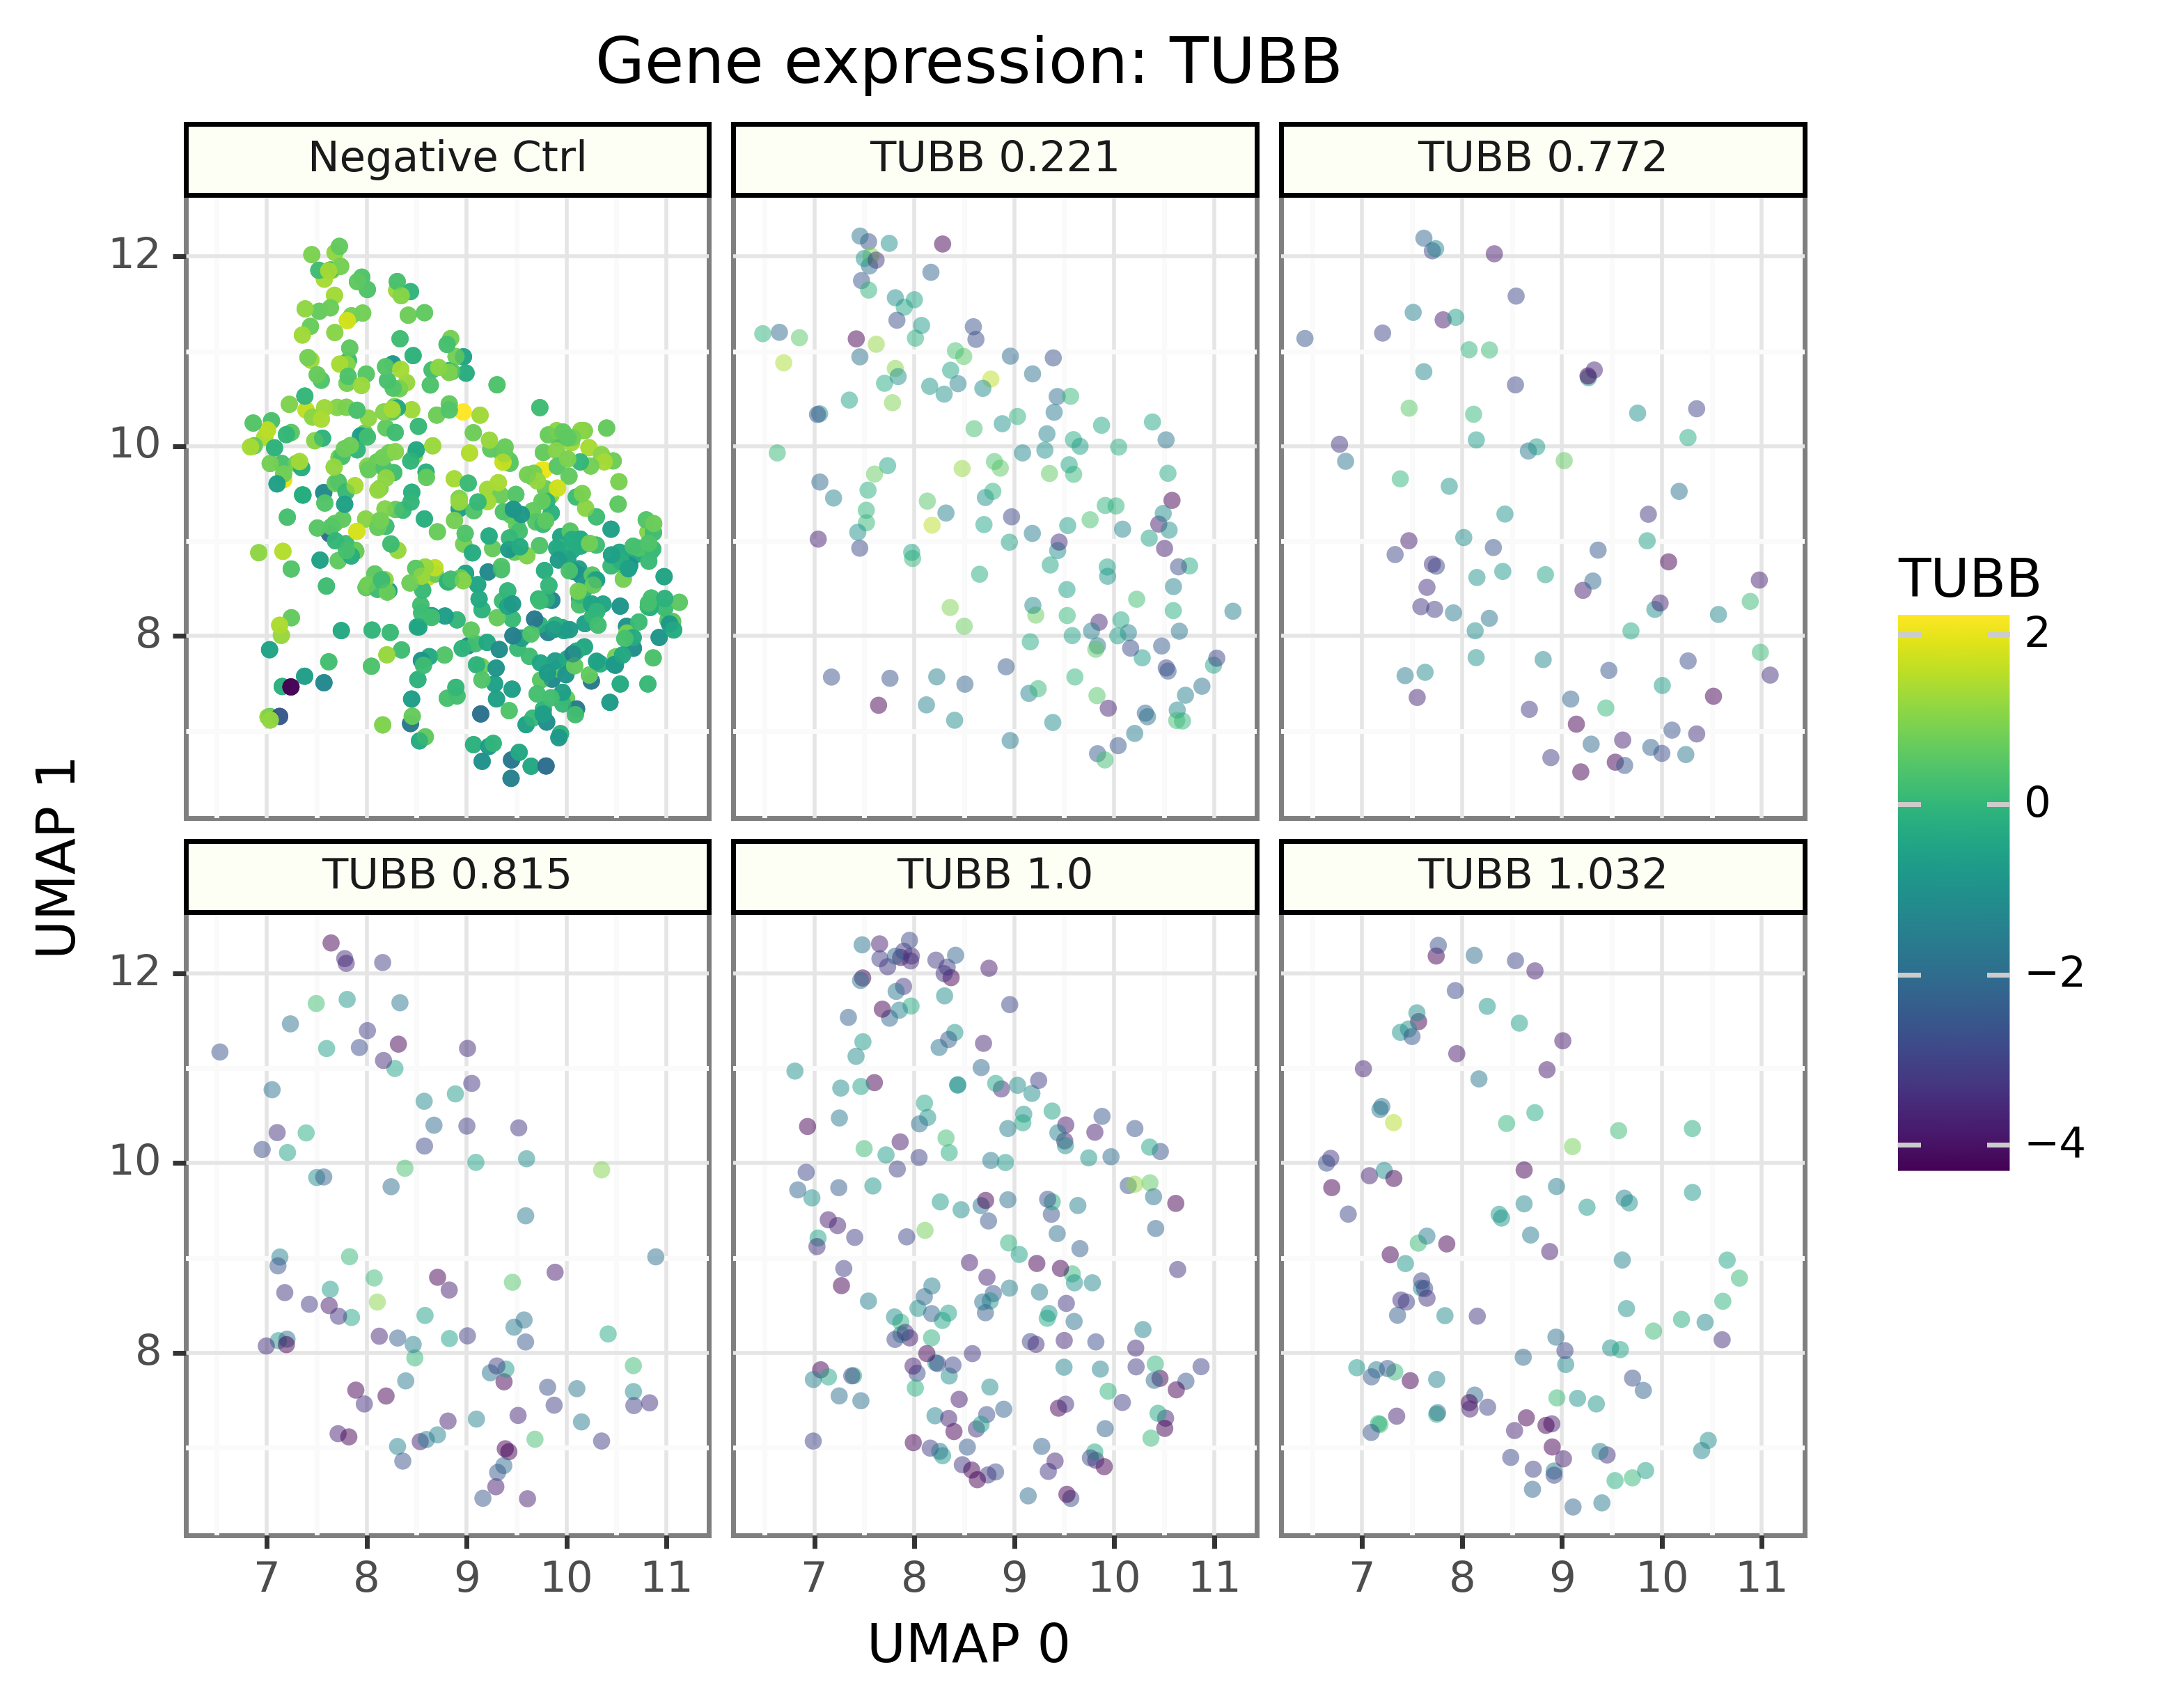 Gene expression: TUBB
Negative Ctrl
TUBB 0.221
TUBB 0.772
12
10
8
TUBB 0.815
TUBB 1.0
TUBB 1.032
12
10
8
7 8 9 10 11
7 8 9 10 11
7 8 9 10 11
UMAP 0
UMAP 1
TUBB
2
0
−2
−4